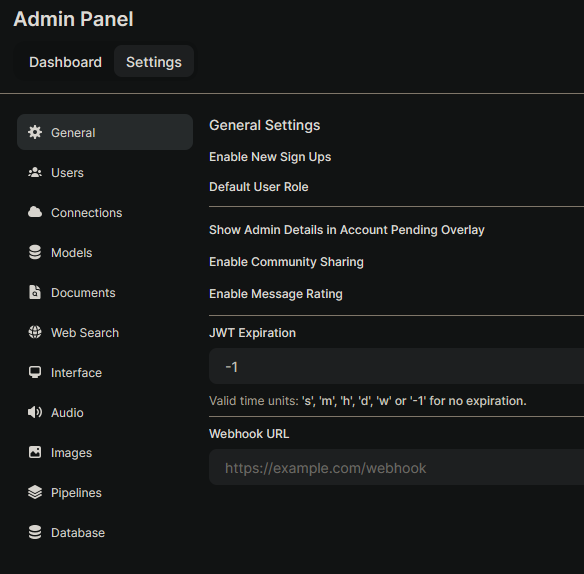 Admin Panel
Dashboard
Settings
General
Users
Connections
Models
Documents
Web Search
Interface
Audio
Images
Pipelines
Database
General Settings
Enable New Sign Ups
Default User Role
Show Admin Details in Account Pending Overlay
Enable Community Sharing
Enable Message Rating
JWT Expiration
-1
Valid time units: 's', 'm', 'h', 'd', 'w' or '-1' for no expiration.
Webhook URL
https://example.com/webhook